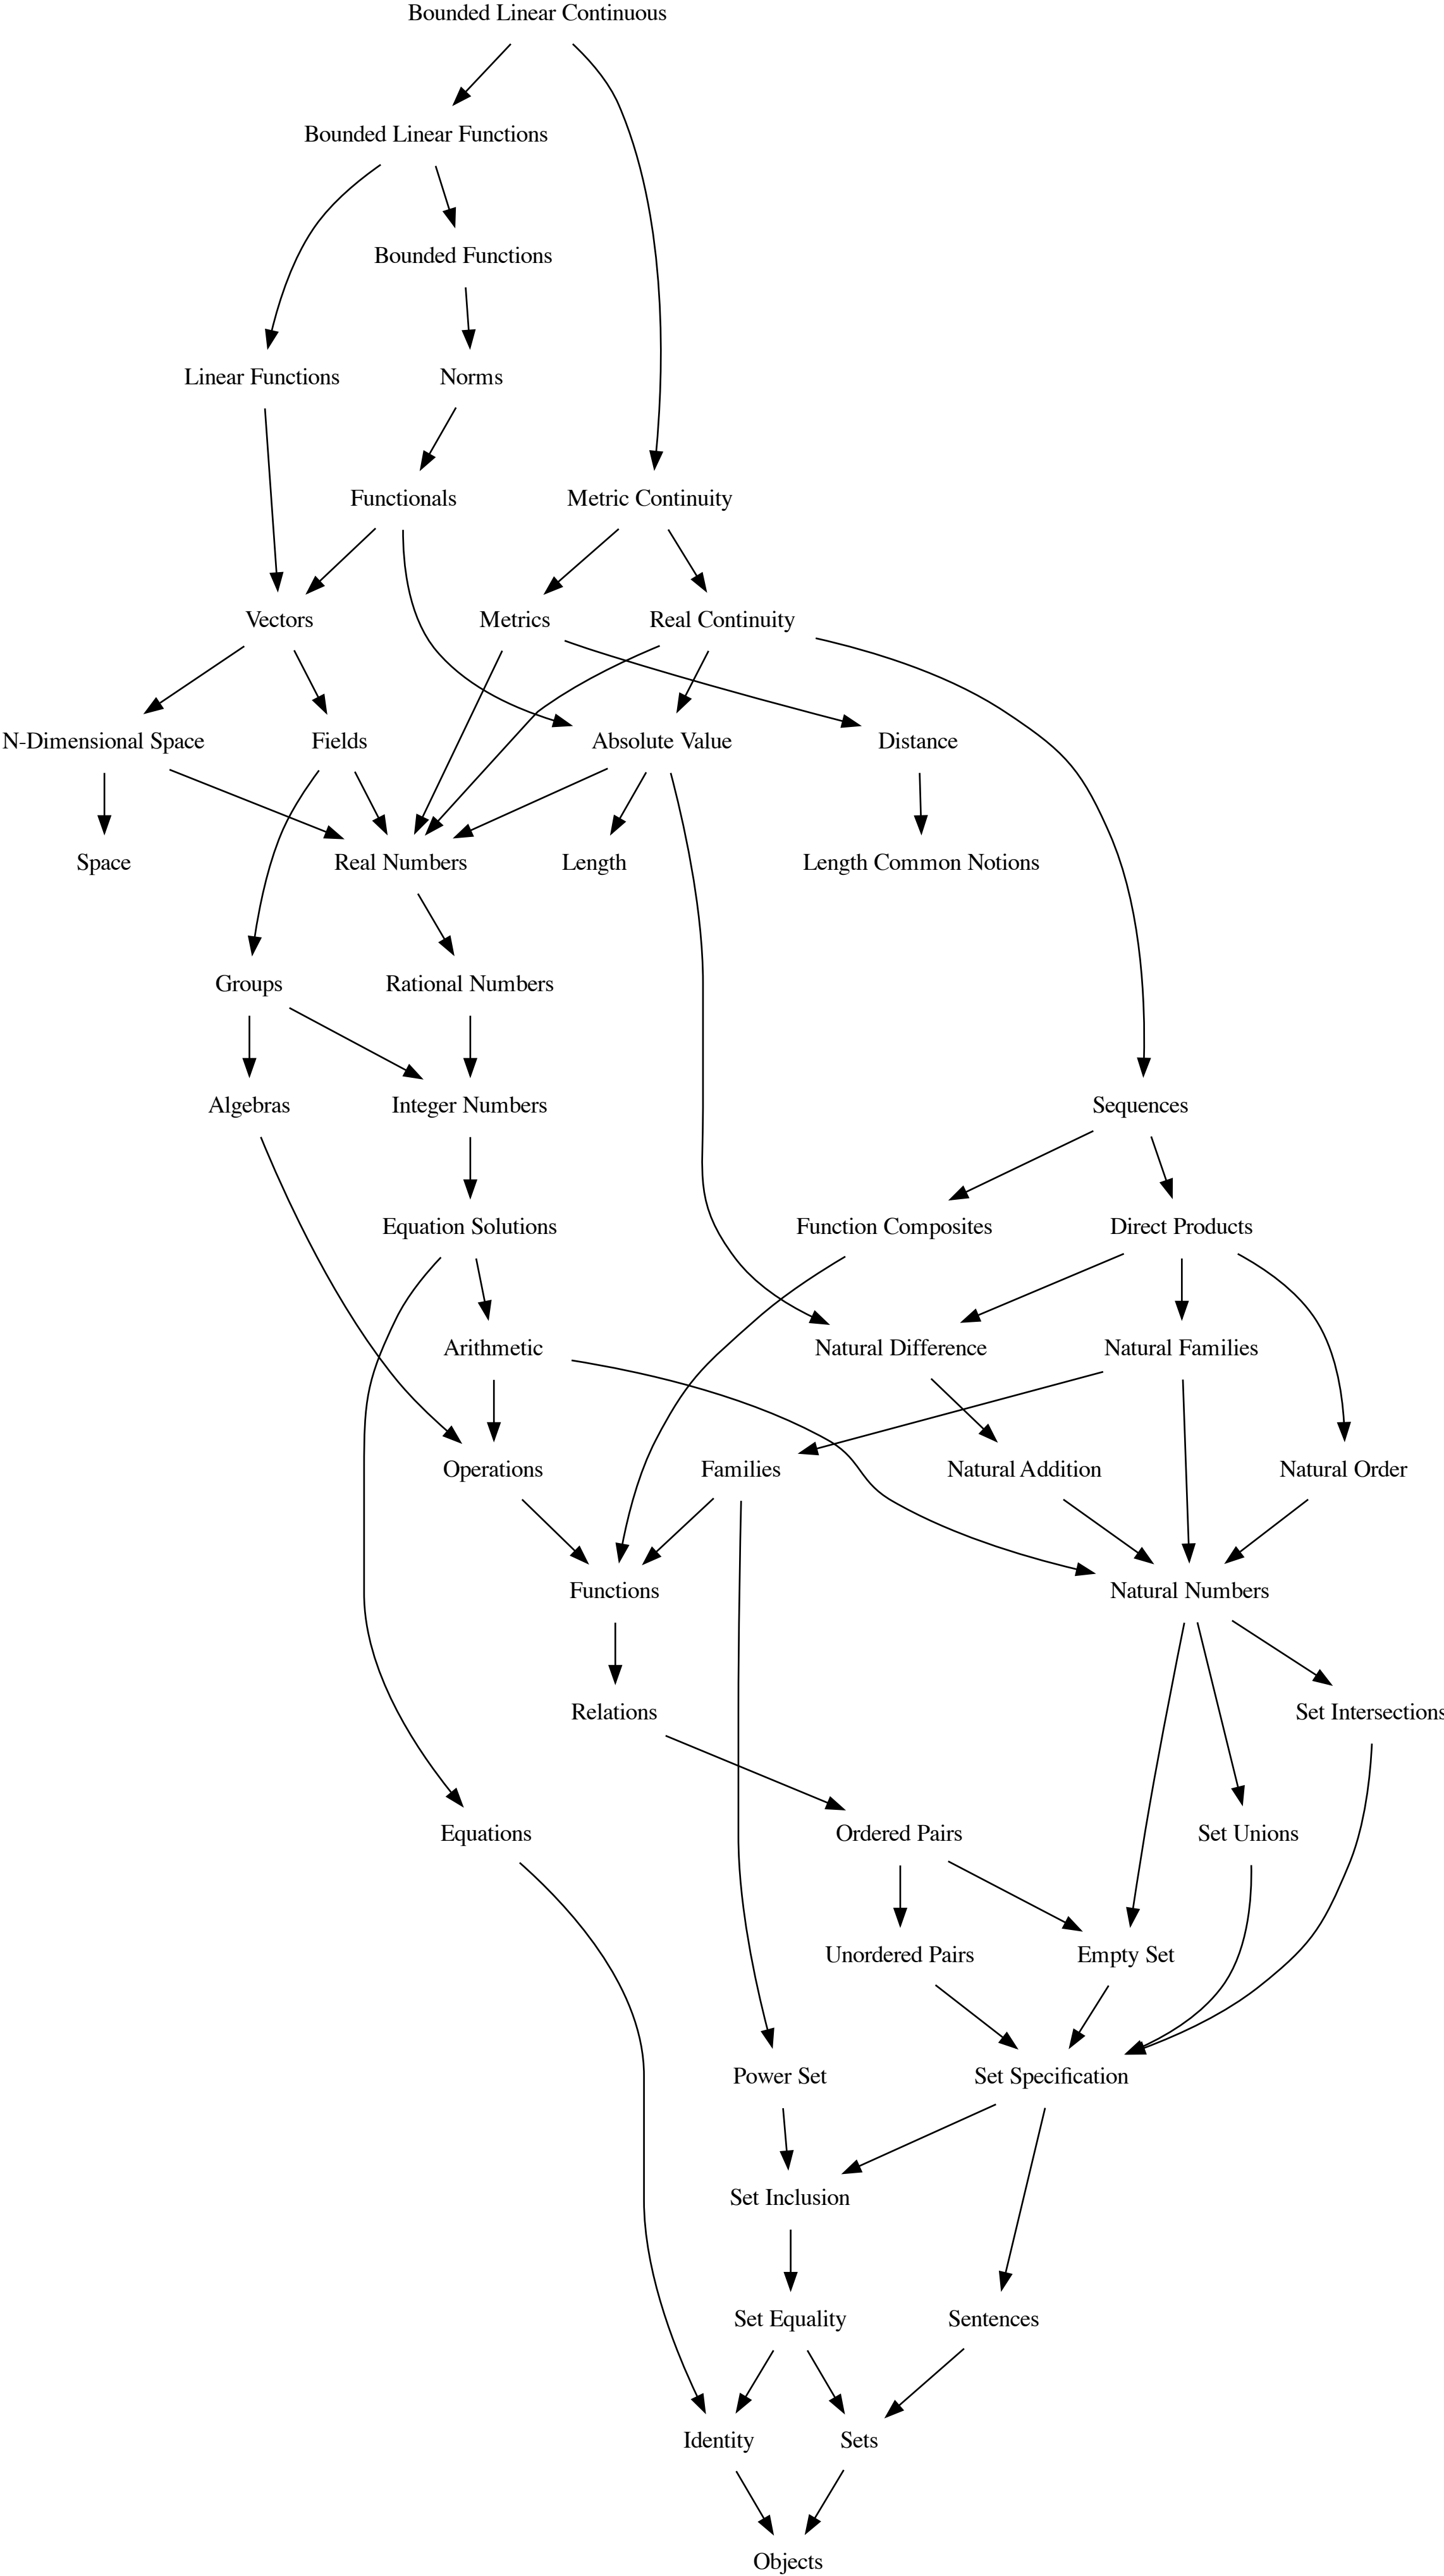 Bounded Linear Continuous
Bounded Linear Functions
Bounded Functions
Linear Functions
Norms
Functionals
Metric Continuity
Vectors
Metrics
Real Continuity
N-Dimensional Space
Fields
Absolute Value
Distance
Space
Real Numbers
Length
Length Common Notions
Groups
Rational Numbers
Algebras
Integer Numbers
Sequences
Equation Solutions
Function Composites
Direct Products
Arithmetic
Natural Difference
Natural Families
Operations
Families
Natural Addition
Natural Order
Functions
Natural Numbers
Relations
Set Intersections
Equations
Ordered Pairs
Set Unions
Unordered Pairs
Empty Set
Power Set
Set Specification
Set Inclusion
Set Equality
Sentences
Identity
Sets
Objects